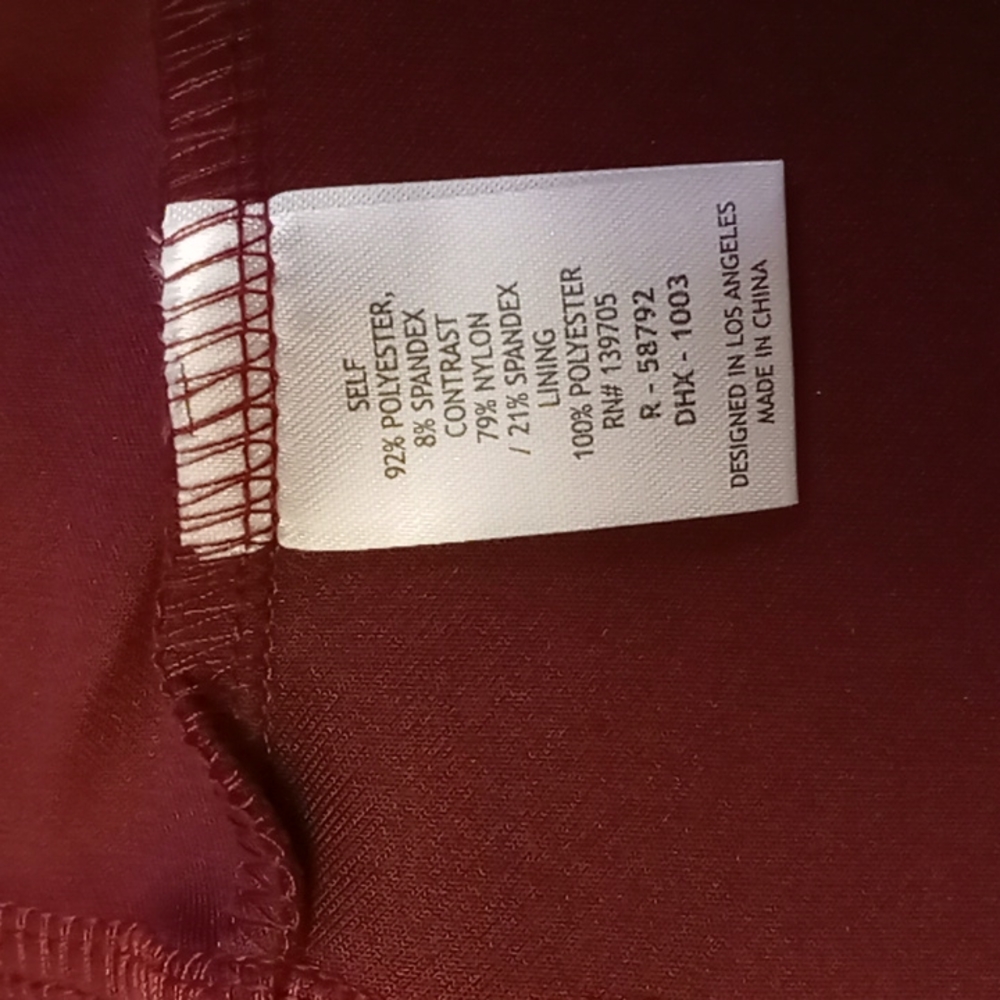 SELF
92% POLYESTER,
8% SPANDEX
CONTRAST
79% NYLON
/ 21% SPANDEX
LINING
100% POLYESTER
RN# 139705
R - 58792
DHX - 1003
DESIGNED IN LOS ANGELES
MADE IN CHINA